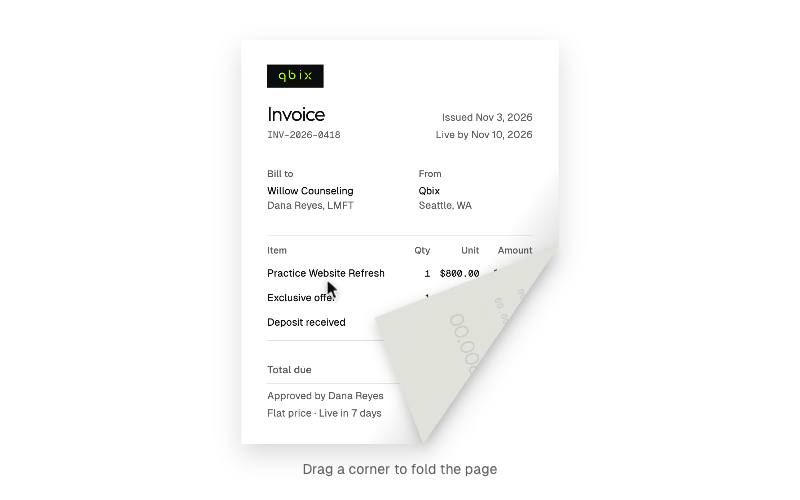 qbix
Invoice
Issued Nov 3, 2026
INV-2026-0418
Live by Nov 10, 2026
Bill to
From
Willow Counseling
Qbix
Dana Reyes, LMFT
Seattle, WA
Item Qty Unit Amount
Practice Website Refresh 1 $800.00
Exclusive offer
Deposit received
Total due
Approved by Dana Reyes
Flat price · Live in 7 days
Drag a corner to fold the page